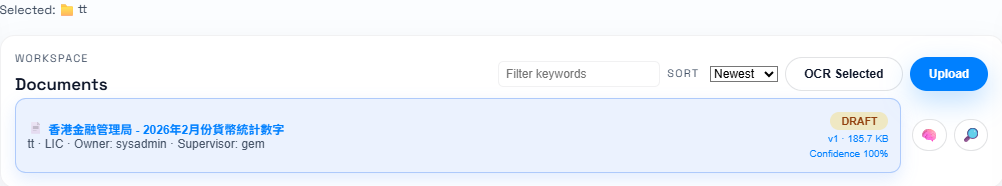 Selected: tt
WORKSPACE
Documents
Filter keywords
SORT
Newest
OCR Selected
Upload
香港金融管理局 - 2026年2月份貨幣統計數字
tt · LIC · Owner: sysadmin · Supervisor: gem
DRAFT
v1 · 185.7 KB
Confidence 100%